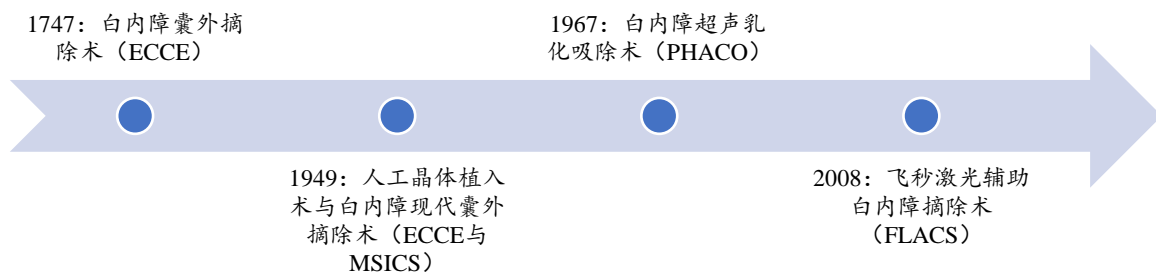 1747：白内障囊外摘
除术（ECCE）
1949：人工晶体植入
术与白内障现代囊外
摘除术（ECCE与
MSICS）
1967：白内障超声乳
化吸除术（PHACO）
2008：飞秒激光辅助
白内障摘除术
（FLACS）